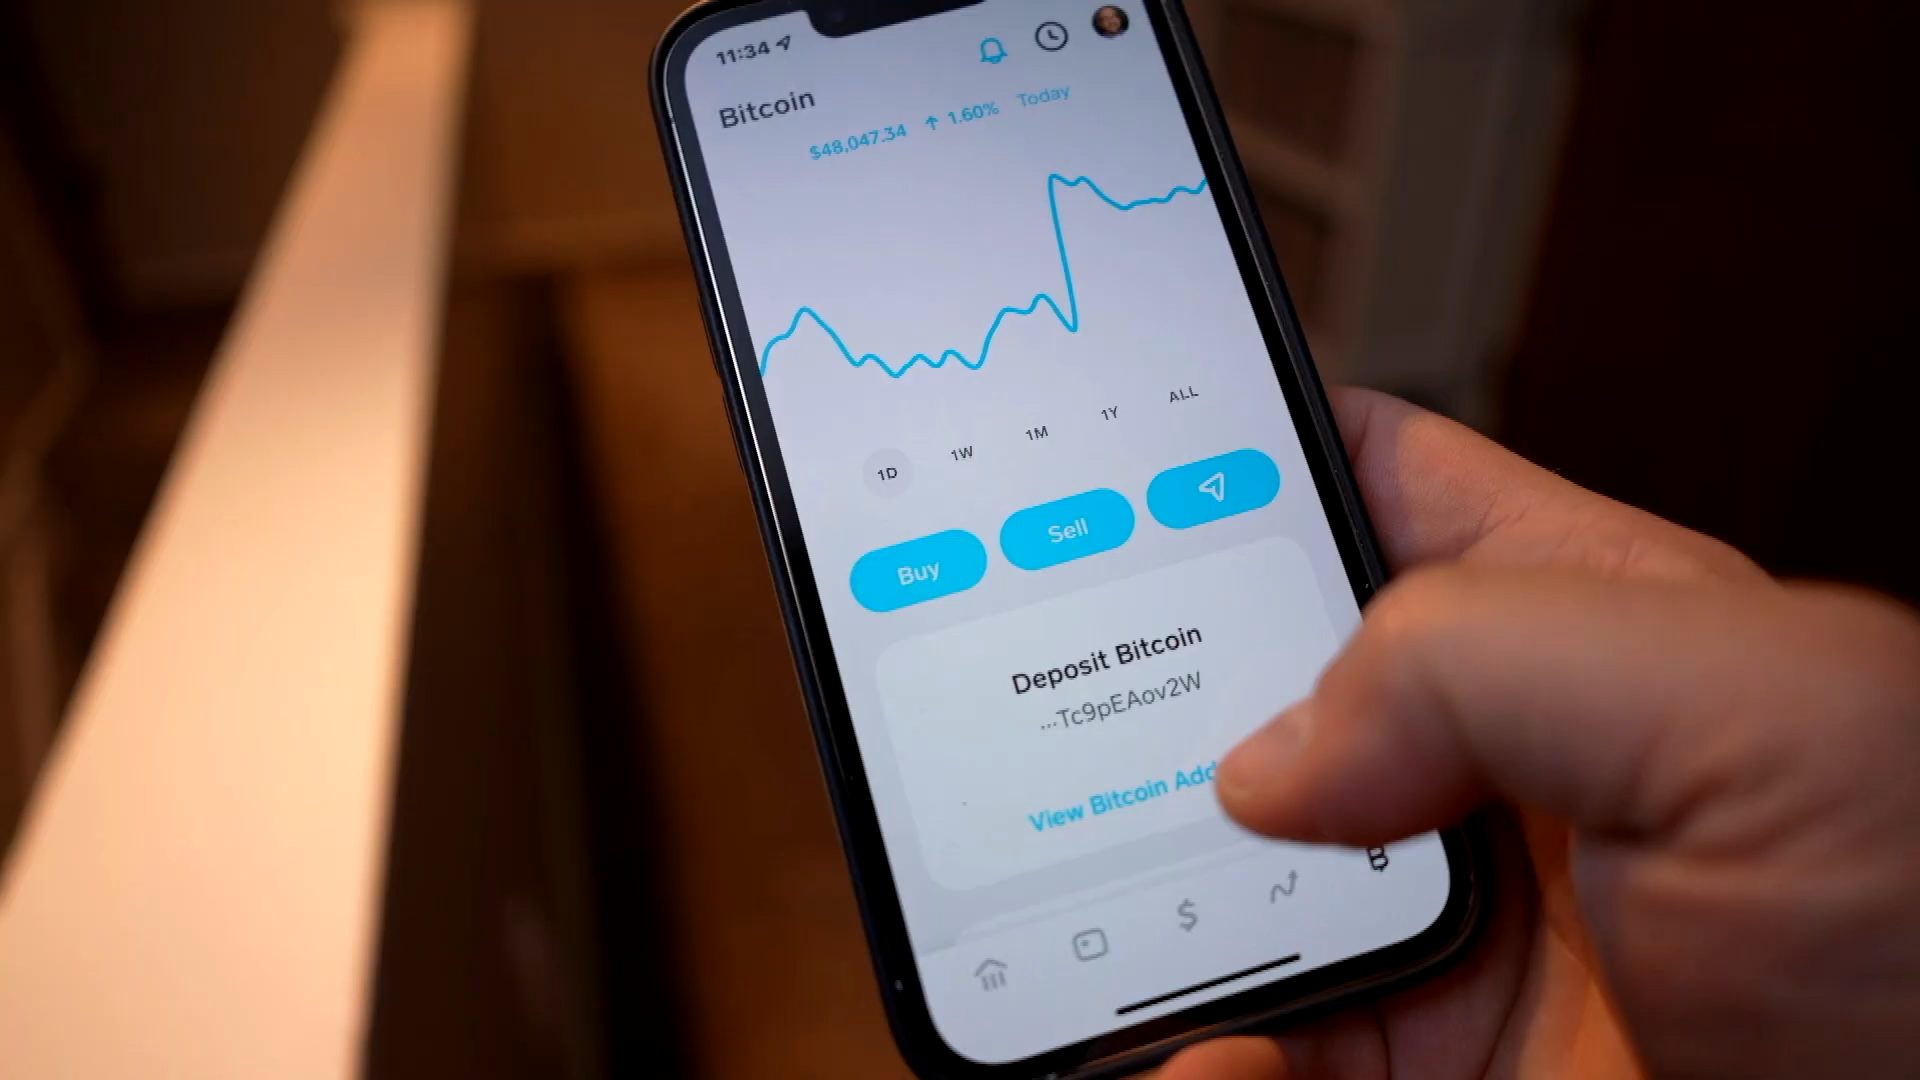 11:34
Bitcoin
$48,047.34 ↑ 1.60% Today
1D 1W 1M 1Y ALL
Buy Sell
Deposit Bitcoin
...Tc9pEAov2W
View Bitcoin Add